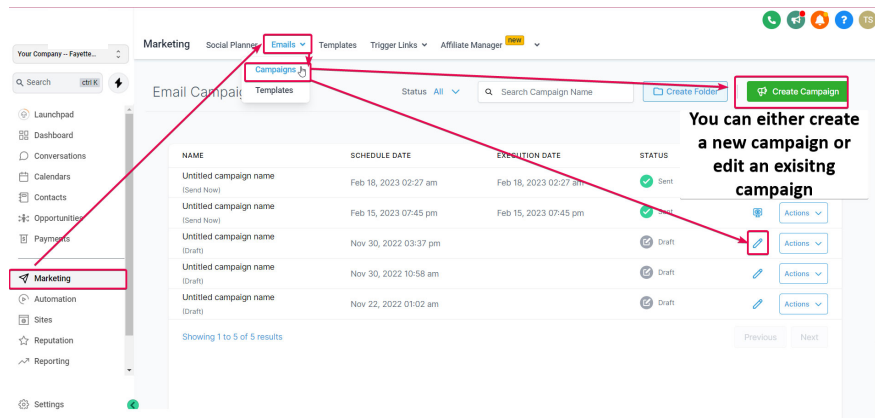 TS
Your Company -- Fayette...
Marketing Social Planner Emails Templates Trigger Links Affiliate Manager new
Search ctrl K
Campaigns
Templates
Email Campaig
Status All
Search Campaign Name
Create Folder
Create Campaign
You can either create
a new campaign or
edit an exisitng
campaign
Launchpad
Dashboard
Conversations
Calendars
Contacts
Opportunities
Payments
Marketing
Automation
Sites
Reputation
Reporting
Settings
NAME SCHEDULE DATE EXECUTION DATE STATUS
Untitled campaign name
(Send Now)
Feb 18, 2023 02:27 am Feb 18, 2023 02:27 am Sent
Untitled campaign name
(Send Now)
Feb 15, 2023 07:45 pm Feb 15, 2023 07:45 pm Sent Actions
Untitled campaign name
(Draft)
Nov 30, 2022 03:37 pm Draft Actions
Untitled campaign name
(Draft)
Nov 30, 2022 10:58 am Draft Actions
Untitled campaign name
(Draft)
Nov 22, 2022 01:02 am Draft Actions
Showing 1 to 5 of 5 results
Previous Next